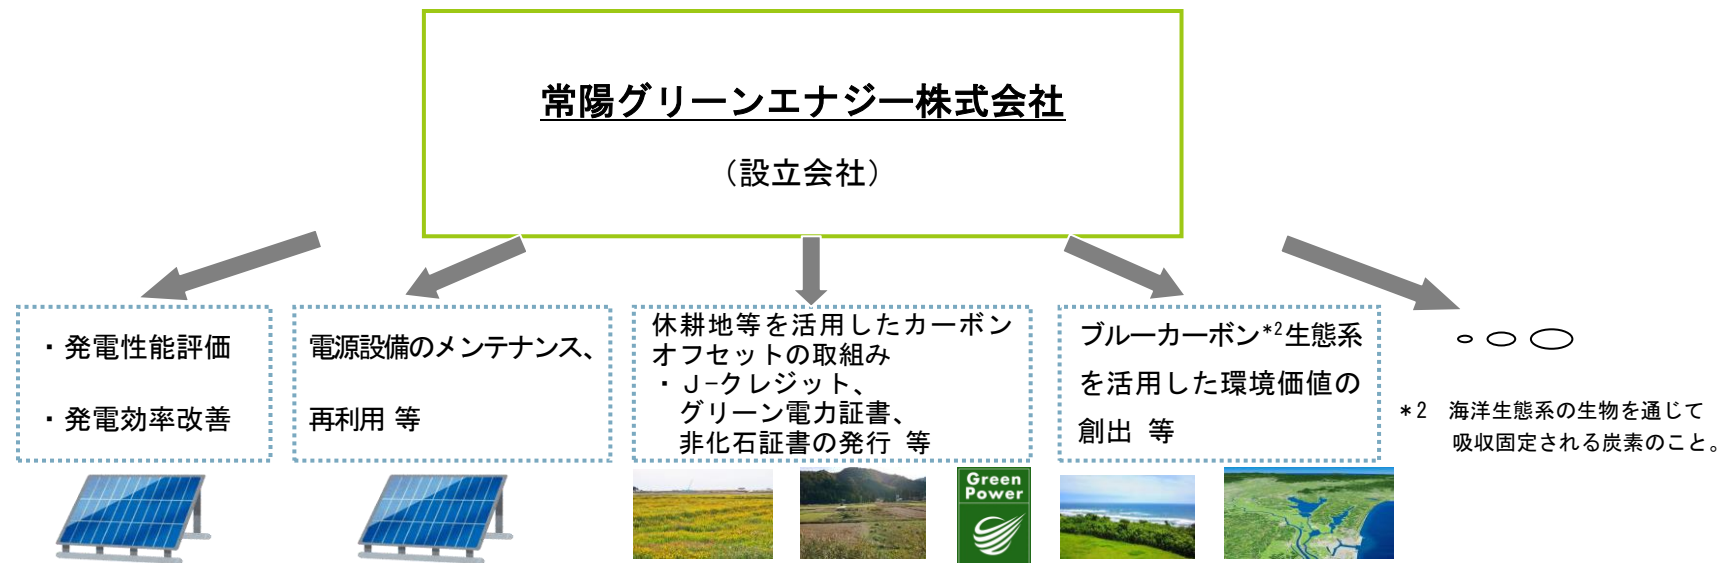 常陽グリーンエナジー株式会社
（設立会社）
・発電性能評価
・発電効率改善
電源設備のメンテナンス、
再利用 等
休耕地等を活用したカーボン
オフセットの取組み
・Ｊ-クレジット、
グリーン電力証書、
非化石証書の発行 等
ブルーカーボン*2生態系
を活用した環境価値の
創出 等
*2 海洋生態系の生物を通じて
吸収固定される炭素のこと。
Green
Power